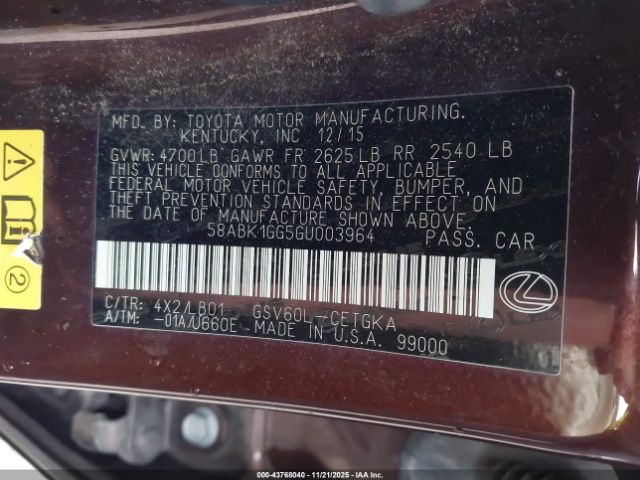 MFD. BY: TOYOTA MOTOR MANUFACTURING.
KENTUCKY, INC 12/15
GVWR: 4700LB GAWR FR 2625LB RR 2540 LB
THIS VEHICLE CONFORMS TO ALL APPLICABLE
FEDERAL MOTOR VEHICLE SAFETY, BUMPER, AND
THEFT PREVENTION STANDARDS IN EFFECT ON
THE DATE OF MANUFACTURE SHOWN ABOVE.
58ABK1GG5GU003964 PASS. CAR
C/TR: 4X2/LB01 GSV60L-/CETGKA
A/TM: -01A/U660E MADE IN U.S.A. 99000
2
000-43768040 - 11/21/2025 - IAAI.COM